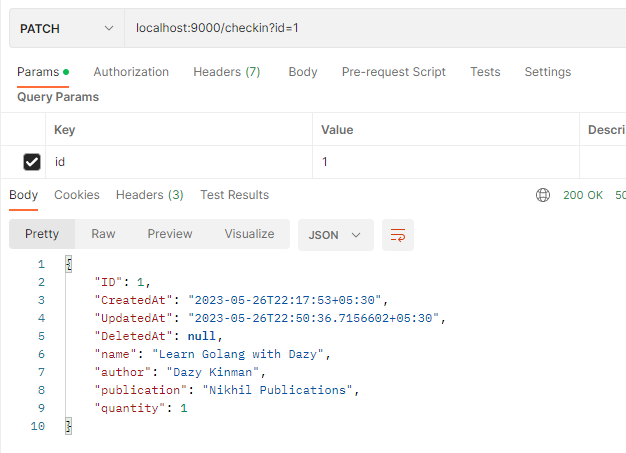 PATCH localhost:9000/checkin?id=1
Params Authorization Headers (7) Body Pre-request Script Tests Settings
Query Params
Key Value Descri
id 1
Body Cookies Headers (3) Test Results 200 OK 50
Pretty Raw Preview Visualize JSON
1 {
2 "ID": 1,
3 "CreatedAt": "2023-05-26T22:17:53+05:30",
4 "UpdatedAt": "2023-05-26T22:50:36.7156602+05:30",
5 "DeletedAt": null,
6 "name": "Learn Golang with Dazy",
7 "author": "Dazy Kinman",
8 "publication": "Nikhil Publications",
9 "quantity": 1
10 }